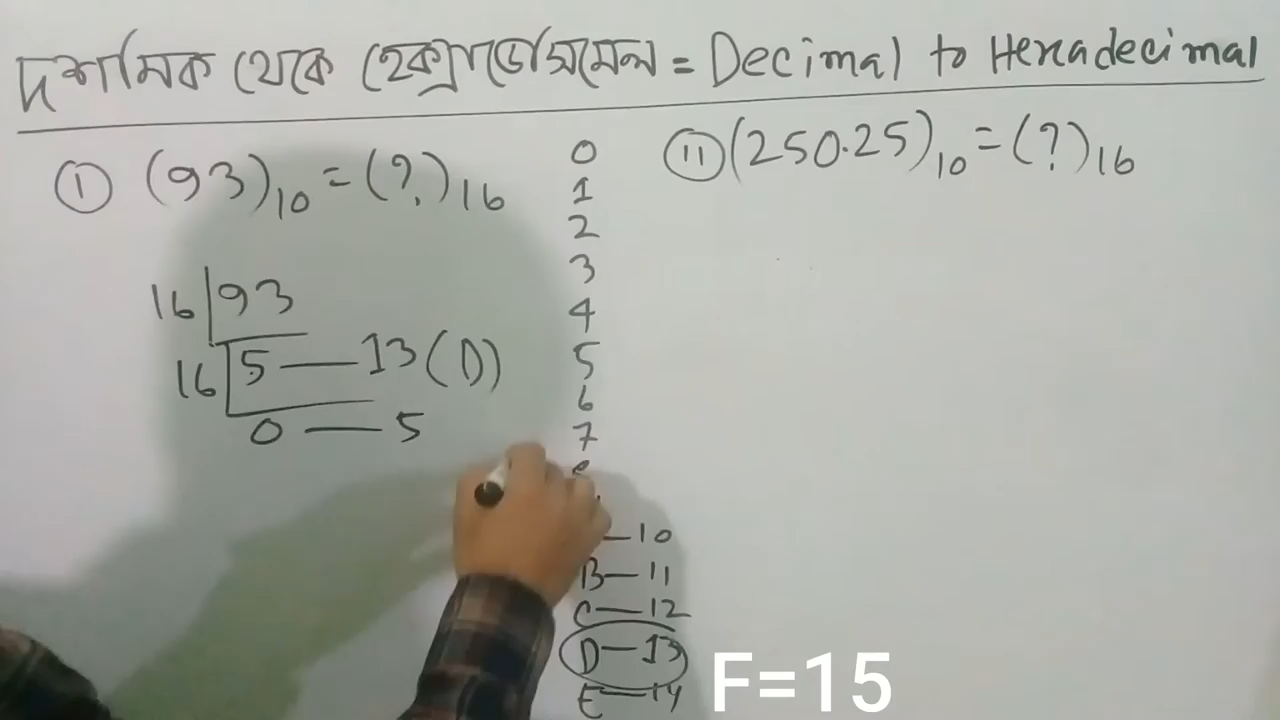 দশমিক থেকে হেক্সাডেসিমেল = Decimal to Hexadecimal
① (93)₁₀ = (?)₁₆
16 93
16 5 — 13 (D)
0 — 5
0
1
2
3
4
5
6
7
— 10
B — 11
C — 12
D — 13
E — 14
F=15
⑪ (250.25)₁₀ = (?)₁₆